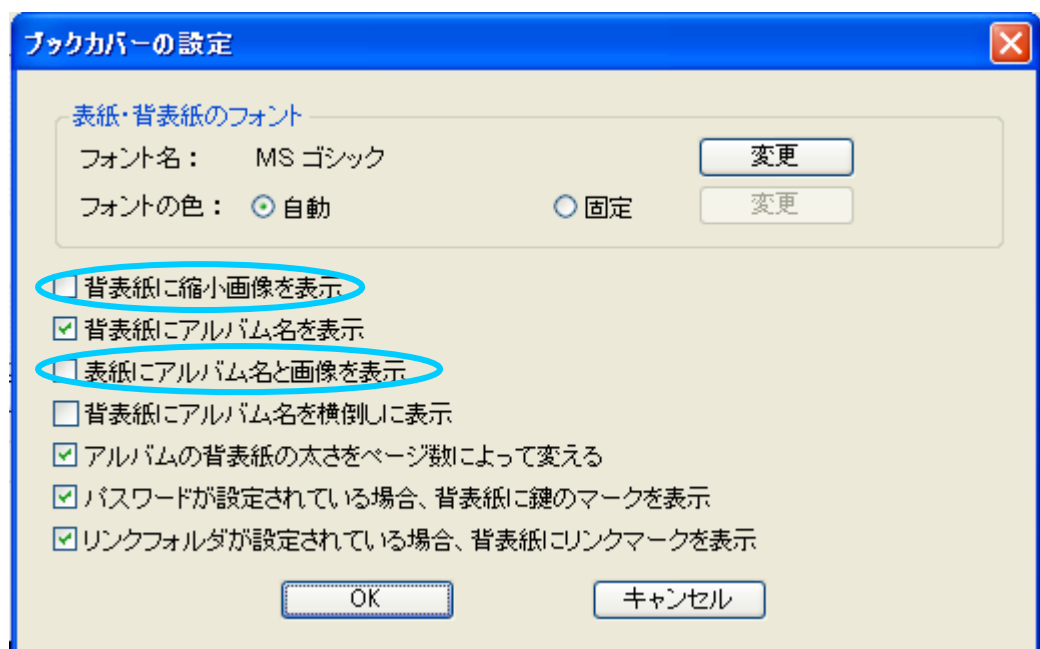 ブックカバーの設定
表紙・背表紙のフォント
フォント名： MS ゴシック 変更
フォントの色： 自動 固定 変更
背表紙に縮小画像を表示
背表紙にアルバム名を表示
表紙にアルバム名と画像を表示
背表紙にアルバム名を横倒しに表示
アルバムの背表紙の太さをページ数によって変える
パスワードが設定されている場合、背表紙に鍵のマークを表示
リンクフォルダが設定されている場合、背表紙にリンクマークを表示
OK キャンセル